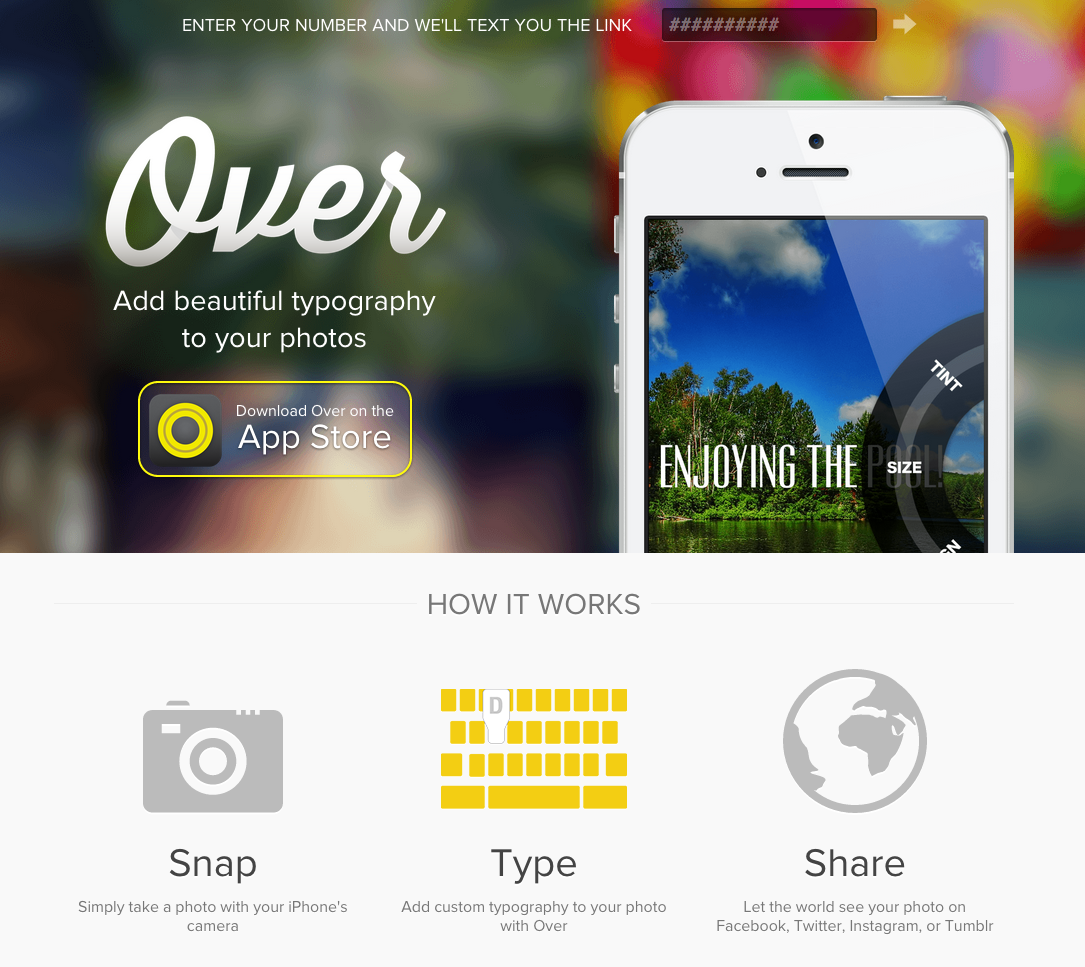 ENTER YOUR NUMBER AND WE'LL TEXT YOU THE LINK
##########
Over
Add beautiful typography
to your photos
Download Over on the
App Store
TINT
ENJOYING THE POOL!
SIZE
HOW IT WORKS
D
Snap
Simply take a photo with your iPhone's
camera
Type
Add custom typography to your photo
with Over
Share
Let the world see your photo on
Facebook, Twitter, Instagram, or Tumblr